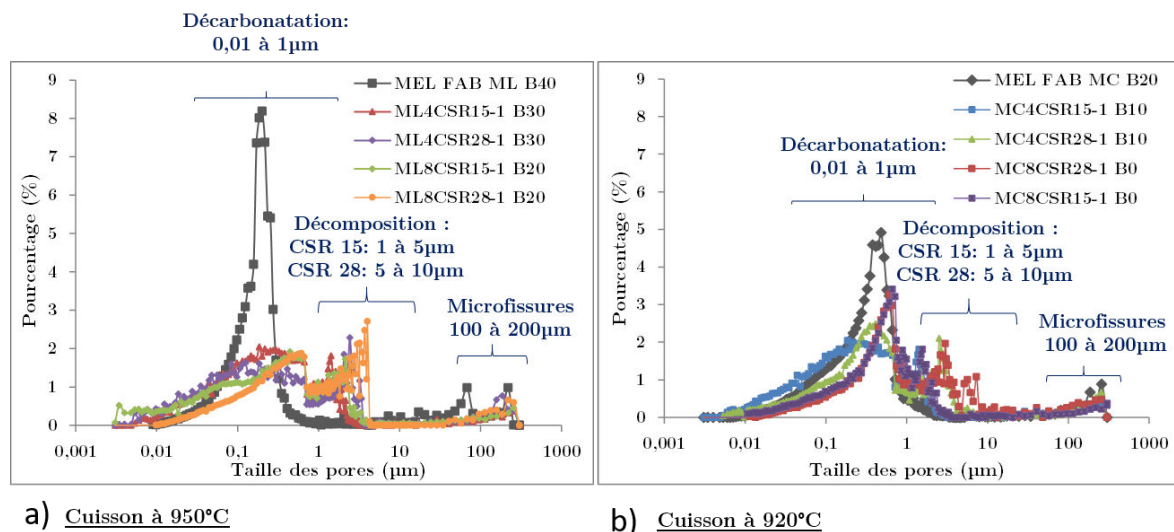 Décarbonatation:
0,01 à 1µm
9
8
7
6
5
4
3
2
1
0
Pourcentage (%)
MEL FAB ML B40
ML4CSR15-1 B30
ML4CSR28-1 B30
ML8CSR15-1 B20
ML8CSR28-1 B20
Décomposition :
CSR 15: 1 à 5µm
CSR 28: 5 à 10µm
Microfissures
100 à 200µm
0,001 0,01 0,1 1 10 100 1000
Taille des pores (µm)
a) Cuisson à 950°C
9
8
7
6
5
4
3
2
1
0
Pourcentage (%)
MEL FAB MC B20
MC4CSR15-1 B10
MC4CSR28-1 B10
MC8CSR28-1 B0
MC8CSR15-1 B0
Décarbonatation:
0,01 à 1µm
Décomposition :
CSR 15: 1 à 5µm
CSR 28: 5 à 10µm
Microfissures
100 à 200µm
0,001 0,01 0,1 1 10 100 1000
Taille des pores (µm)
b) Cuisson à 920°C